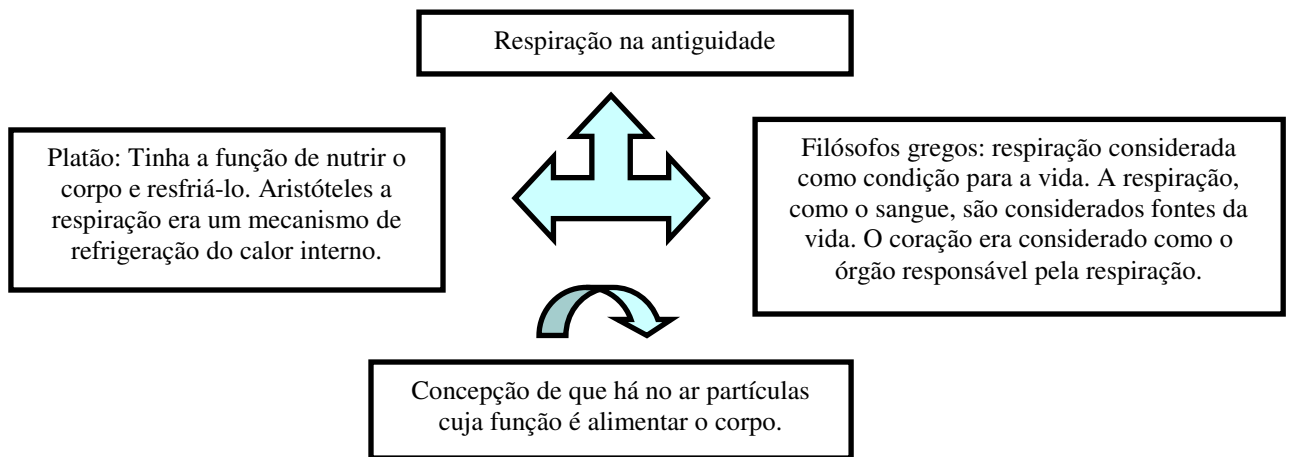 Respiração na antiguidade
Platão: Tinha a função de nutrir o
corpo e resfriá-lo. Aristóteles a
respiração era um mecanismo de
refrigeração do calor interno.
Filósofos gregos: respiração considerada
como condição para a vida. A respiração,
como o sangue, são considerados fontes da
vida. O coração era considerado como o
órgão responsável pela respiração.
Concepção de que há no ar partículas
cuja função é alimentar o corpo.